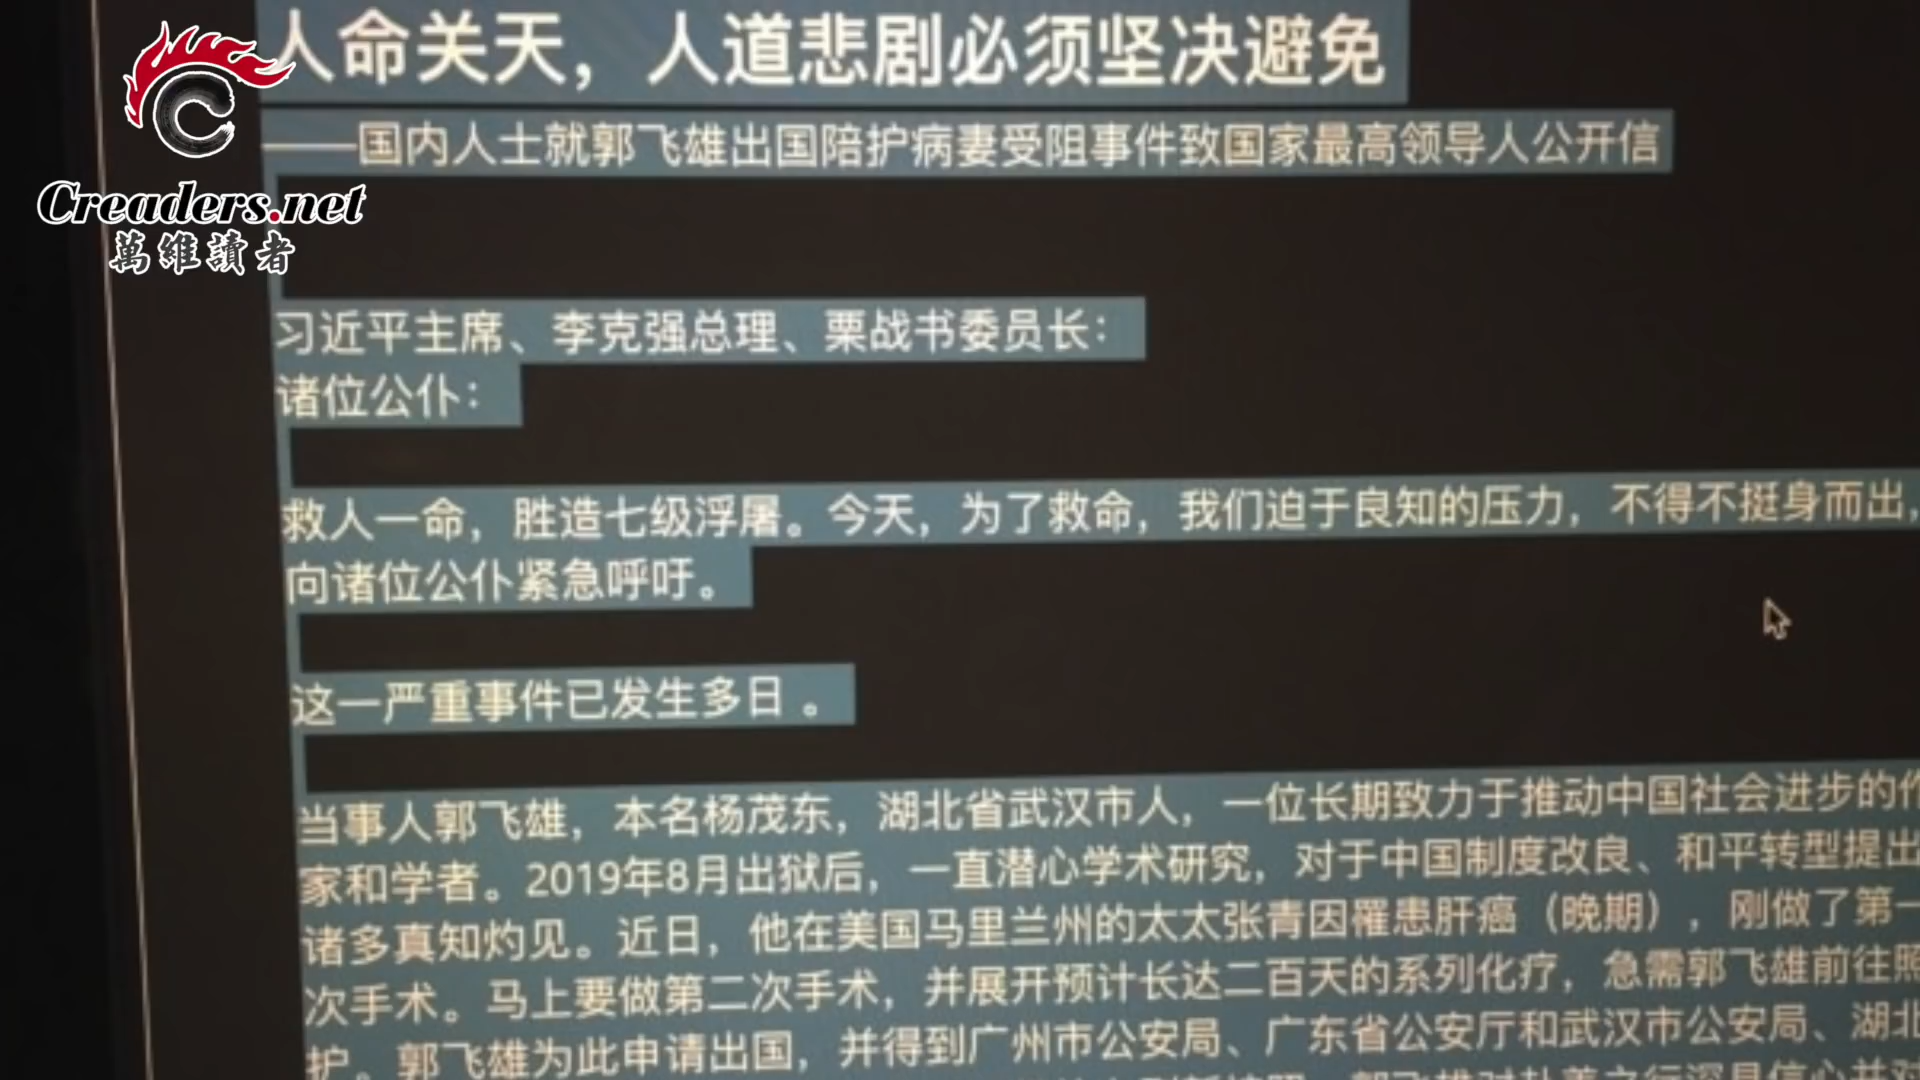 人命关天，人道悲剧必须坚决避免
——国内人士就郭飞雄出国陪护病妻受阻事件致国家最高领导人公开信
Creaders.net
萬維讀者
习近平主席、李克强总理、栗战书委员长：
诸位公仆：
救人一命，胜造七级浮屠。今天，为了救命，我们迫于良知的压力，不得不挺身而出，
向诸位公仆紧急呼吁。
这一严重事件已发生多日 。
当事人郭飞雄，本名杨茂东，湖北省武汉市人，一位长期致力于推动中国社会进步的作
家和学者。2019年8月出狱后，一直潜心学术研究，对于中国制度改良、和平转型提出
诸多真知灼见。近日，他在美国马里兰州的太太张青因罹患肝癌（晚期），刚做了第一
次手术。马上要做第二次手术，并展开预计长达二百天的系列化疗，急需郭飞雄前往照
护。郭飞雄为此申请出国，并得到广州市公安局、广东省公安厅和武汉市公安局、湖北